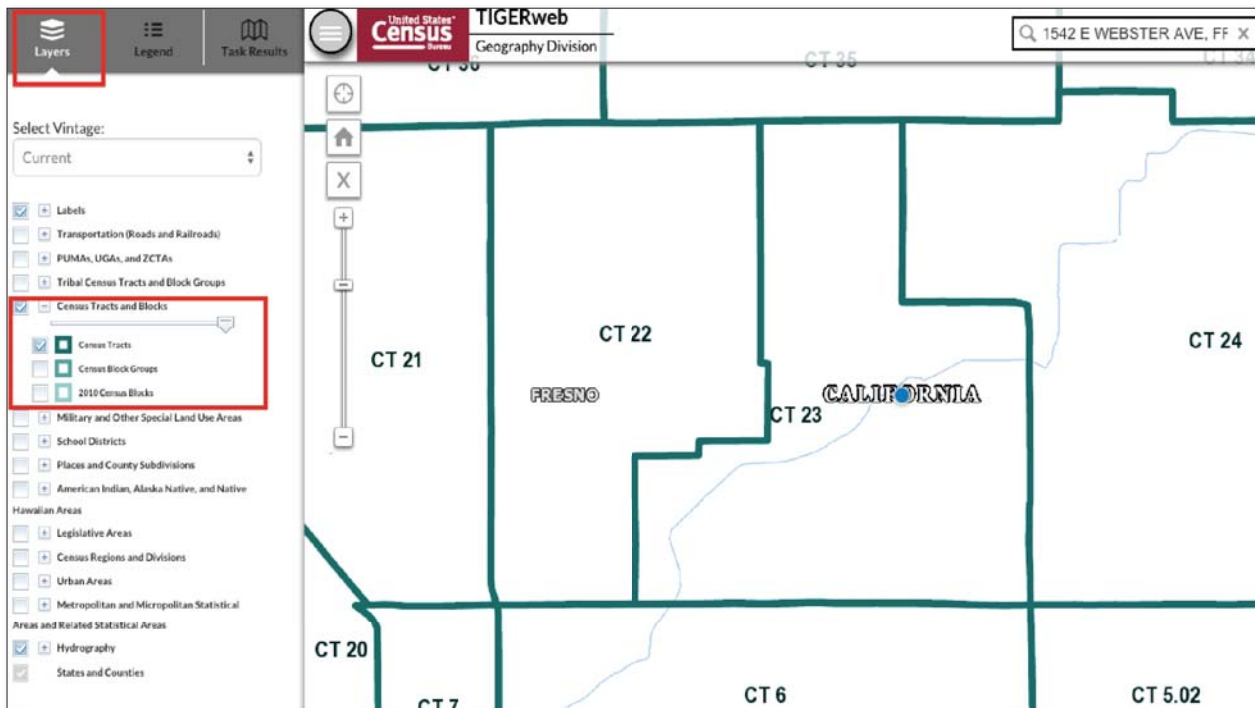 Layers
Legend
Task Results
Select Vintage:
Current
Labels
Transportation (Roads and Railroads)
PUMAs, UGAs, and ZCTAs
Tribal Census Tracts and Block Groups
Census Tracts and Blocks
Census Tracts
Census Block Groups
2010 Census Blocks
Military and Other Special Land Use Areas
School Districts
Places and County Subdivisions
American Indian, Alaska Native, and Native
Hawaiian Areas
Legislative Areas
Census Regions and Divisions
Urban Areas
Metropolitan and Micropolitan Statistical
Areas and Related Statistical Areas
Hydrography
States and Counties
United States®
Census
Bureau
TIGERweb
Geography Division
1542 E WEBSTER AVE, FF X
X
CT 36
CT 35
CT 34
CT 21
CT 22
FRESNO
CT 23
CALIFORNIA
CT 24
CT 20
CT 7
CT 6
CT 5.02